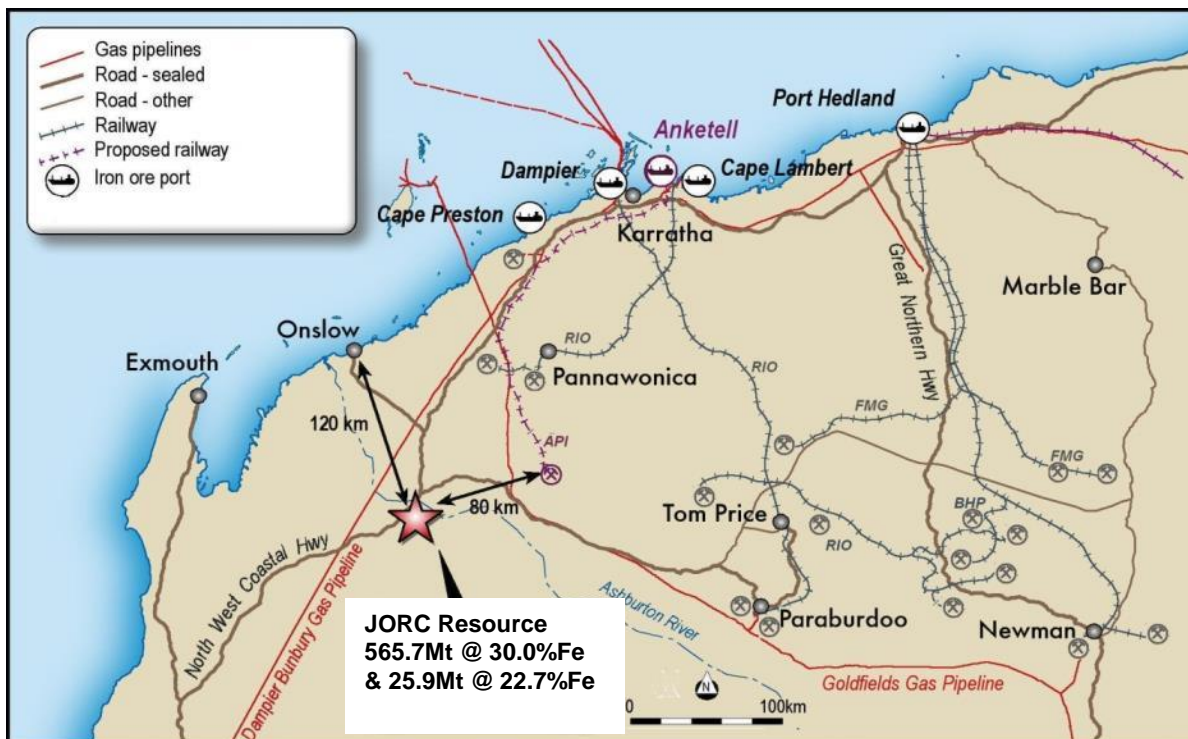 Gas pipelines
Road - sealed
Road - other
Railway
Proposed railway
Iron ore port
Port Hedland
Anketell
Dampier
Cape Lambert
Cape Preston
Karratha
Marble Bar
Great Northern Hwy
Onslow
Exmouth
RIO
Pannawonica
RIO
FMG
120 km
API
FMG
80 km
BHP
Tom Price
RIO
North West Coastal Hwy
Dampier Bunbury Gas Pipeline
Ashburton River
JORC Resource
565.7Mt @ 30.0%Fe
& 25.9Mt @ 22.7%Fe
Paraburdoo
Newman
Goldfields Gas Pipeline
N
0 100km